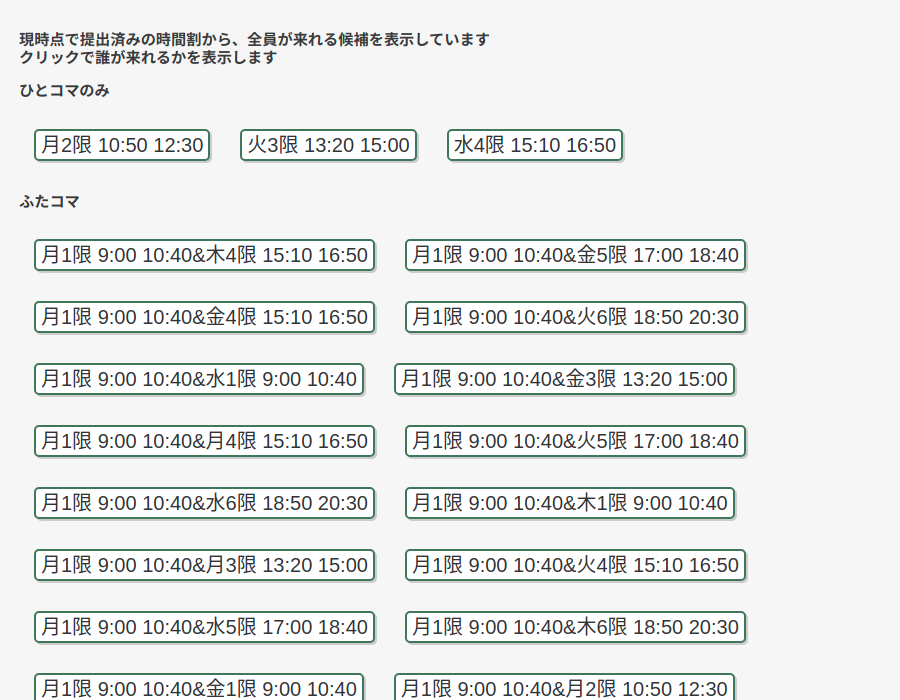 現時点で提出済みの時間割から、全員が来れる候補を表示しています
クリックで誰が来れるかを表示します
ひとコマのみ
月2限 10:50 12:30 火3限 13:20 15:00 水4限 15:10 16:50
ふたコマ
月1限 9:00 10:40&木4限 15:10 16:50 月1限 9:00 10:40&金5限 17:00 18:40
月1限 9:00 10:40&金4限 15:10 16:50 月1限 9:00 10:40&火6限 18:50 20:30
月1限 9:00 10:40&水1限 9:00 10:40 月1限 9:00 10:40&金3限 13:20 15:00
月1限 9:00 10:40&月4限 15:10 16:50 月1限 9:00 10:40&火5限 17:00 18:40
月1限 9:00 10:40&水6限 18:50 20:30 月1限 9:00 10:40&木1限 9:00 10:40
月1限 9:00 10:40&月3限 13:20 15:00 月1限 9:00 10:40&火4限 15:10 16:50
月1限 9:00 10:40&水5限 17:00 18:40 月1限 9:00 10:40&木6限 18:50 20:30
月1限 9:00 10:40&金1限 9:00 10:40 月1限 9:00 10:40&月2限 10:50 12:30